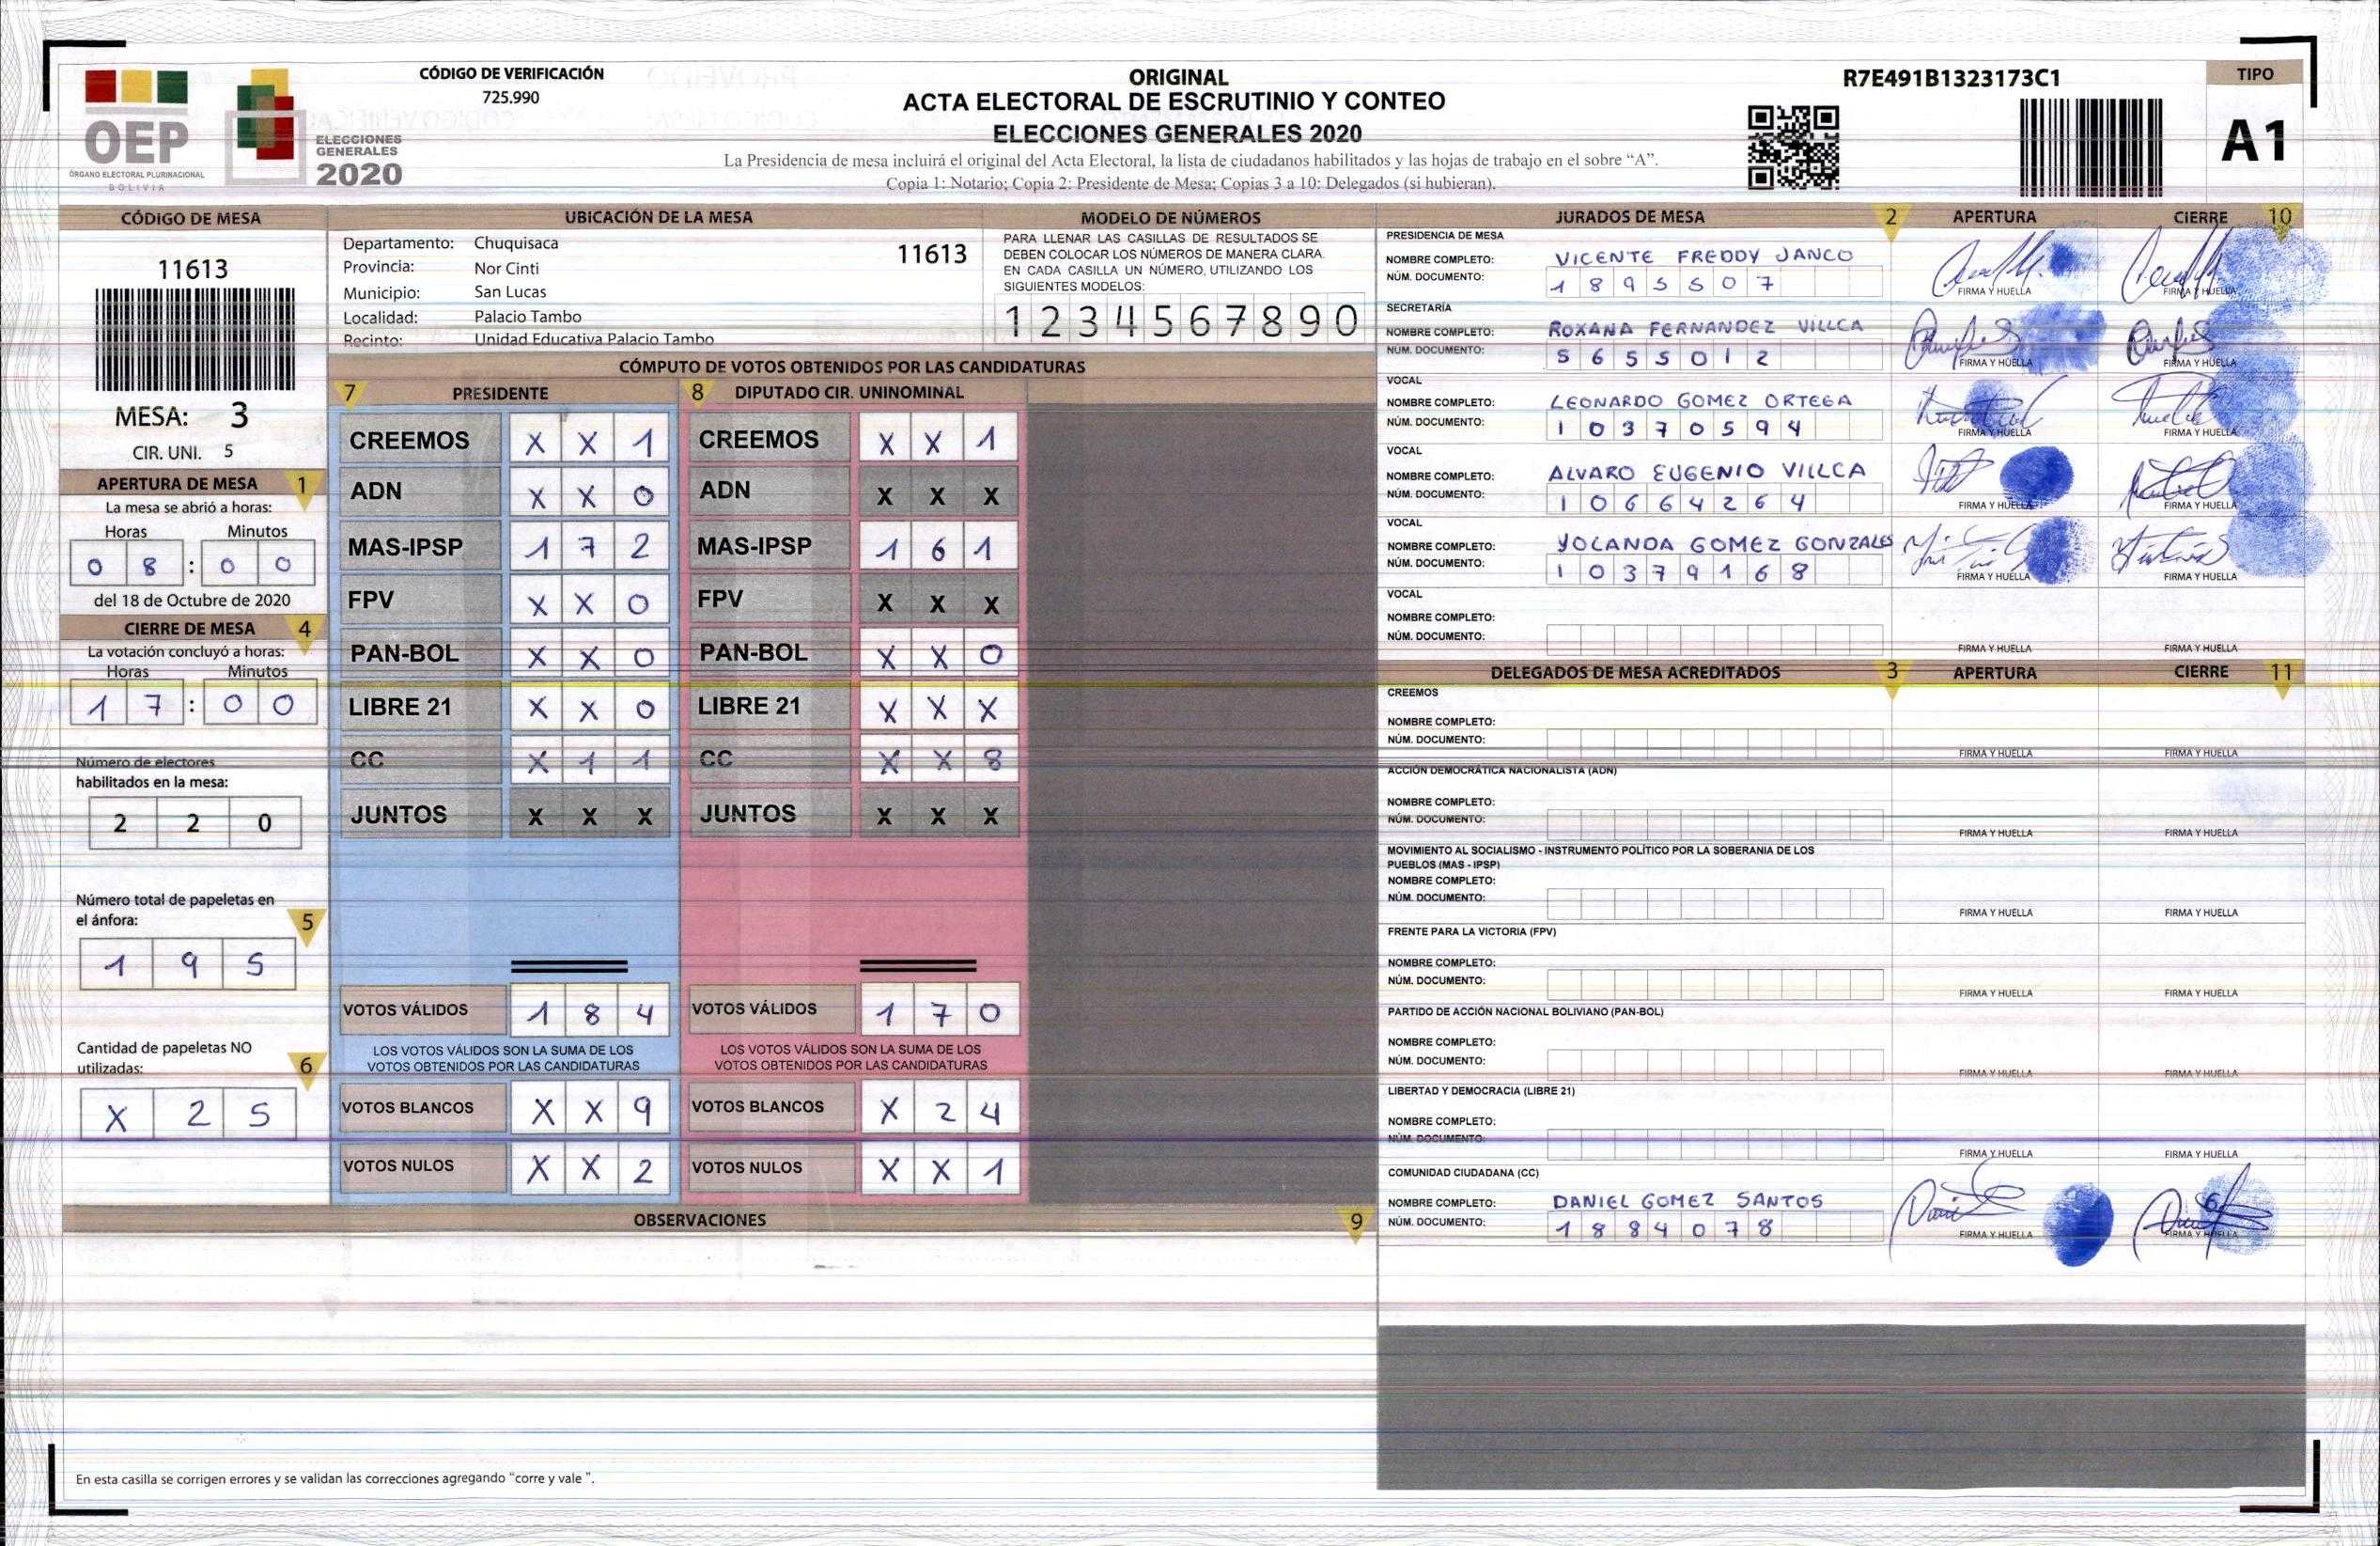 OEP
ÓRGANO ELECTORAL PLURINACIONAL
BOLIVIA
ELECCIONES
GENERALES
2020
CÓDIGO DE VERIFICACIÓN
725.990
ORIGINAL
ACTA ELECTORAL DE ESCRUTINIO Y CONTEO
ELECCIONES GENERALES 2020
La Presidencia de mesa incluirá el original del Acta Electoral, la lista de ciudadanos habilitados y las hojas de trabajo en el sobre “A”.
Copia 1: Notario; Copia 2: Presidente de Mesa; Copias 3 a 10: Delegados (si hubieran).
R7E491B1323173C1
TIPO
A1
CÓDIGO DE MESA
11613
MESA: 3
CIR. UNI. 5
APERTURA DE MESA 1
La mesa se abrió a horas:
Horas Minutos
0 8 : 0 0
del 18 de Octubre de 2020
CIERRE DE MESA 4
La votación concluyó a horas:
Horas Minutos
1 7 : 0 0
Número de electores
habilitados en la mesa:
2 2 0
Número total de papeletas en
el ánfora: 5
1 9 5
Cantidad de papeletas NO
utilizadas: 6
X 2 5
UBICACIÓN DE LA MESA
Departamento: Chuquisaca 11613
Provincia: Nor Cinti
Municipio: San Lucas
Localidad: Palacio Tambo
Recinto: Unidad Educativa Palacio Tambo
MODELO DE NÚMEROS
PARA LLENAR LAS CASILLAS DE RESULTADOS SE
DEBEN COLOCAR LOS NÚMEROS DE MANERA CLARA.
EN CADA CASILLA UN NÚMERO, UTILIZANDO LOS
SIGUIENTES MODELOS:
1 2 3 4 5 6 7 8 9 0
CÓMPUTO DE VOTOS OBTENIDOS POR LAS CANDIDATURAS
7 PRESIDENTE
CREEMOS X X 1
ADN X X 0
MAS-IPSP 1 7 2
FPV X X 0
PAN-BOL X X 0
LIBRE 21 X X 0
CC X 1 1
JUNTOS X X X
VOTOS VÁLIDOS 1 8 4
LOS VOTOS VÁLIDOS SON LA SUMA DE LOS
VOTOS OBTENIDOS POR LAS CANDIDATURAS
VOTOS BLANCOS X X 9
VOTOS NULOS X X 2
8 DIPUTADO CIR. UNINOMINAL
CREEMOS X X 1
ADN X X X
MAS-IPSP 1 6 1
FPV X X X
PAN-BOL X X 0
LIBRE 21 X X X
CC X X 8
JUNTOS X X X
VOTOS VÁLIDOS 1 7 0
LOS VOTOS VÁLIDOS SON LA SUMA DE LOS
VOTOS OBTENIDOS POR LAS CANDIDATURAS
VOTOS BLANCOS X 2 4
VOTOS NULOS X X 1
OBSERVACIONES 9
En esta casilla se corrigen errores y se validan las correcciones agregando “corre y vale ”.
JURADOS DE MESA 2 APERTURA CIERRE 10
PRESIDENCIA DE MESA
NOMBRE COMPLETO: VICENTE FREDDY JANCO
NÚM. DOCUMENTO: 1 8 9 5 5 0 7
FIRMA Y HUELLA FIRMA Y HUELLA
SECRETARÍA
NOMBRE COMPLETO: ROXANA FERNANDEZ VILLCA
NÚM. DOCUMENTO: 5 6 5 5 0 1 2
FIRMA Y HUELLA FIRMA Y HUELLA
VOCAL
NOMBRE COMPLETO: LEONARDO GOMEZ ORTEGA
NÚM. DOCUMENTO: 1 0 3 7 0 5 9 4
FIRMA Y HUELLA FIRMA Y HUELLA
VOCAL
NOMBRE COMPLETO: ALVARO EUGENIO VILLCA
NÚM. DOCUMENTO: 1 0 6 6 4 2 6 4
FIRMA Y HUELLA FIRMA Y HUELLA
VOCAL
NOMBRE COMPLETO: YOLANDA GOMEZ GONZALES
NÚM. DOCUMENTO: 1 0 3 7 9 1 6 8
FIRMA Y HUELLA FIRMA Y HUELLA
VOCAL
NOMBRE COMPLETO:
NÚM. DOCUMENTO:
FIRMA Y HUELLA FIRMA Y HUELLA
DELEGADOS DE MESA ACREDITADOS 3 APERTURA CIERRE 11
CREEMOS
NOMBRE COMPLETO:
NÚM. DOCUMENTO:
FIRMA Y HUELLA FIRMA Y HUELLA
ACCIÓN DEMOCRÁTICA NACIONALISTA (ADN)
NOMBRE COMPLETO:
NÚM. DOCUMENTO:
FIRMA Y HUELLA FIRMA Y HUELLA
MOVIMIENTO AL SOCIALISMO - INSTRUMENTO POLÍTICO POR LA SOBERANIA DE LOS
PUEBLOS (MAS - IPSP)
NOMBRE COMPLETO:
NÚM. DOCUMENTO:
FIRMA Y HUELLA FIRMA Y HUELLA
FRENTE PARA LA VICTORIA (FPV)
NOMBRE COMPLETO:
NÚM. DOCUMENTO:
FIRMA Y HUELLA FIRMA Y HUELLA
PARTIDO DE ACCIÓN NACIONAL BOLIVIANO (PAN-BOL)
NOMBRE COMPLETO:
NÚM. DOCUMENTO:
FIRMA Y HUELLA FIRMA Y HUELLA
LIBERTAD Y DEMOCRACIA (LIBRE 21)
NOMBRE COMPLETO:
NÚM. DOCUMENTO:
FIRMA Y HUELLA FIRMA Y HUELLA
COMUNIDAD CIUDADANA (CC)
NOMBRE COMPLETO: DANIEL GOMEZ SANTOS
NÚM. DOCUMENTO: 1 8 8 4 0 7 8
FIRMA Y HUELLA FIRMA Y HUELLA